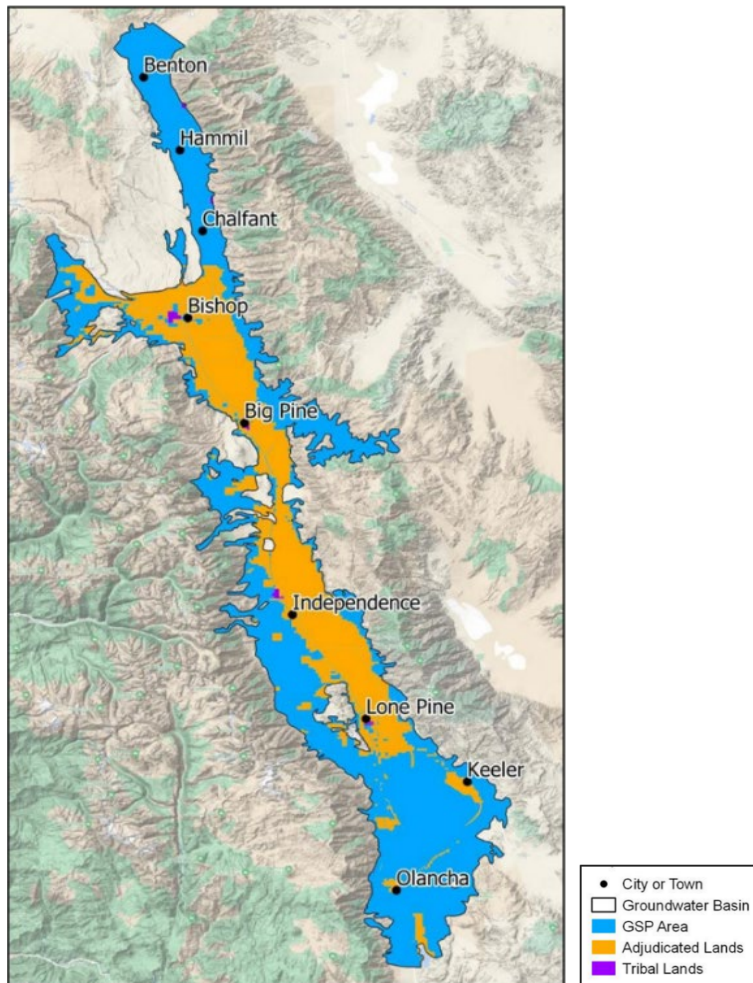 Benton
Hammil
Chalfant
Bishop
Big Pine
Independence
Lone Pine
Keeler
Olancha
City or Town
Groundwater Basin
GSP Area
Adjudicated Lands
Tribal Lands